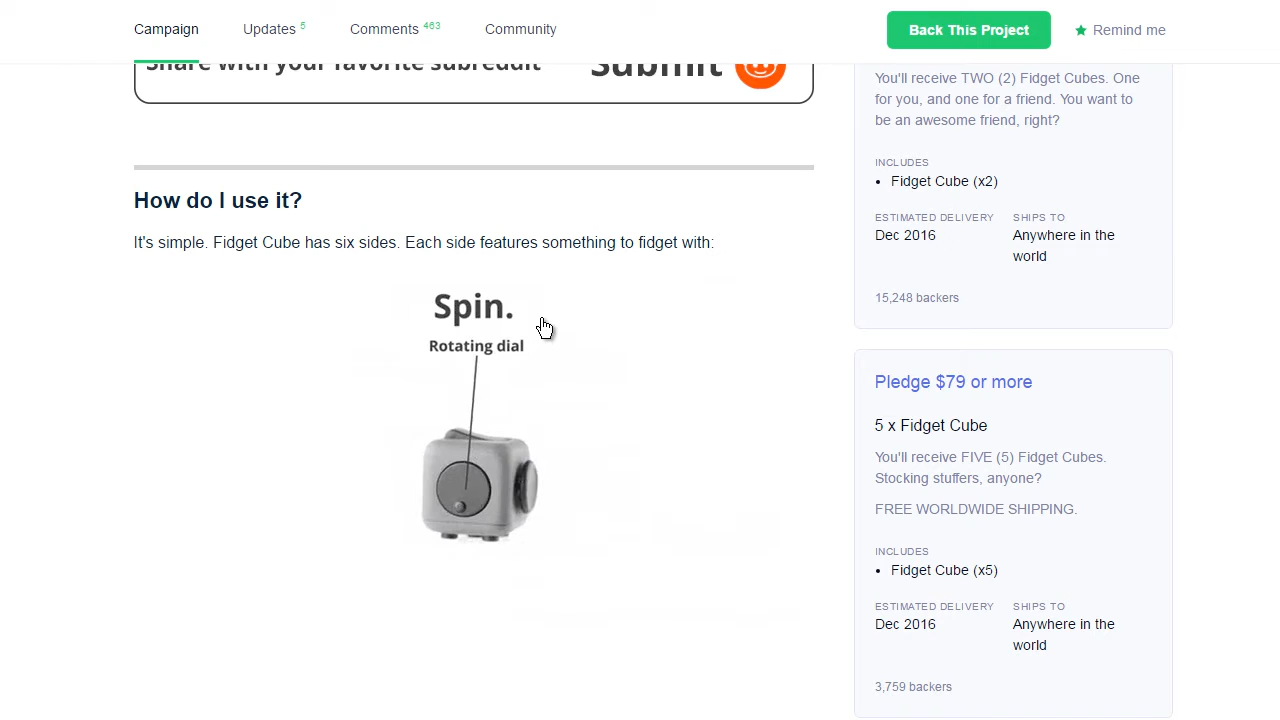 Campaign
Updates 5
Comments 463
Community
Back This Project
Remind me
Share with your favorite subreddit
Submit
How do I use it?
It's simple. Fidget Cube has six sides. Each side features something to fidget with:
Spin.
Rotating dial
You'll receive TWO (2) Fidget Cubes. One
for you, and one for a friend. You want to
be an awesome friend, right?
INCLUDES
• Fidget Cube (x2)
ESTIMATED DELIVERY
Dec 2016
SHIPS TO
Anywhere in the
world
15,248 backers
Pledge $79 or more
5 x Fidget Cube
You'll receive FIVE (5) Fidget Cubes.
Stocking stuffers, anyone?
FREE WORLDWIDE SHIPPING.
INCLUDES
• Fidget Cube (x5)
ESTIMATED DELIVERY
Dec 2016
SHIPS TO
Anywhere in the
world
3,759 backers